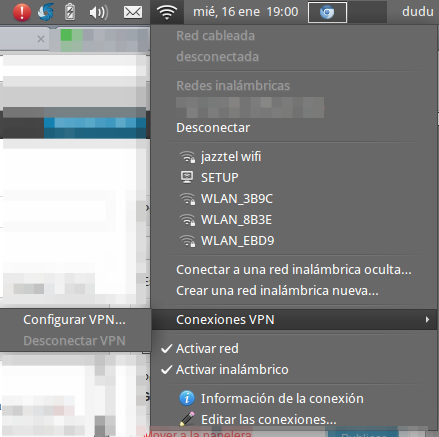 mié, 16 ene 19:00
dudu
Red cableada
desconectada
Redes inalámbricas
Desconectar
jazztel wifi
SETUP
WLAN_3B9C
WLAN_8B3E
WLAN_EBD9
Conectar a una red inalámbrica oculta...
Crear una red inalámbrica nueva...
Conexiones VPN
Configurar VPN...
Desconectar VPN
Activar red
Activar inalámbrico
Información de la conexión
Editar las conexiones...
over a la papelera